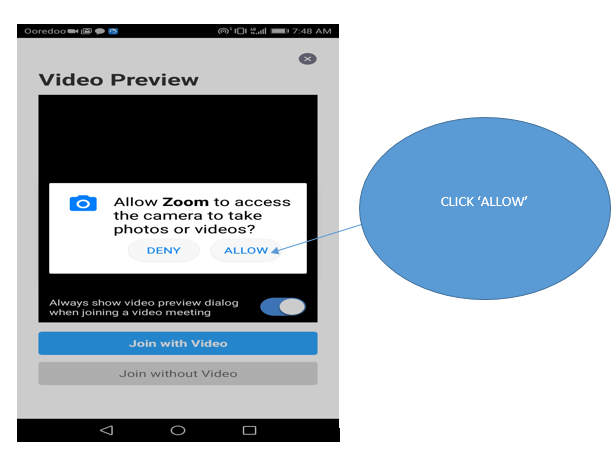 Ooredoo 7:48 AM
Video Preview
Allow Zoom to access
the camera to take
photos or videos?
DENY ALLOW
Always show video preview dialog
when joining a video meeting
Join with Video
Join without Video
CLICK ‘ALLOW’